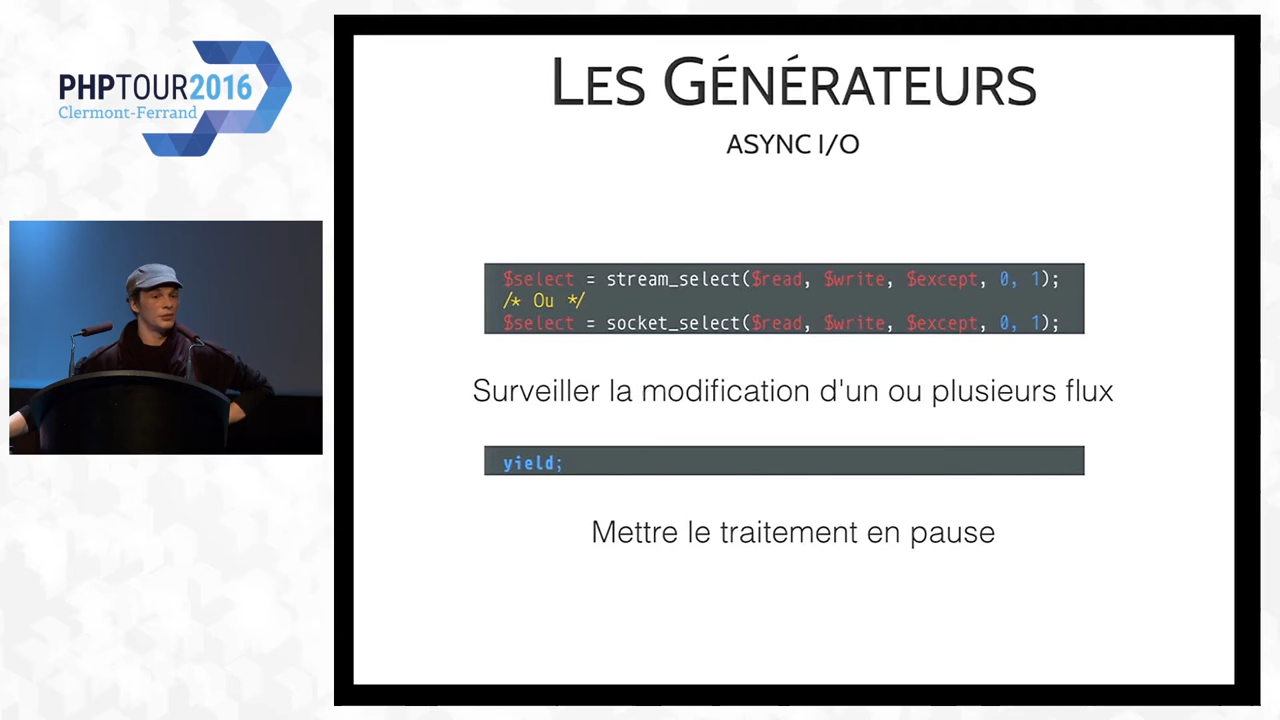 PHPTOUR2016
Clermont-Ferrand
LES GÉNÉRATEURS
ASYNC I/O
$select = stream_select($read, $write, $except, 0, 1);
/* Ou */
$select = socket_select($read, $write, $except, 0, 1);
Surveiller la modification d'un ou plusieurs flux
yield;
Mettre le traitement en pause